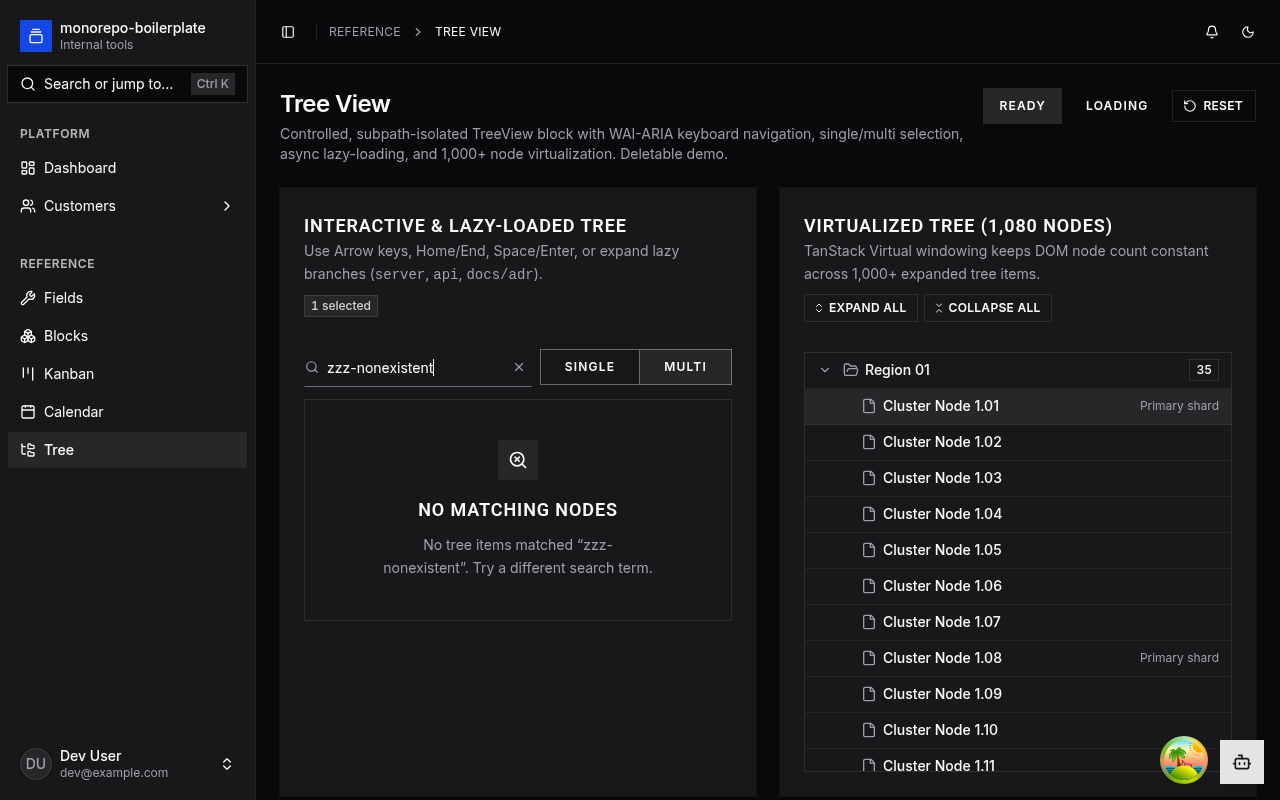 monorepo-boilerplate
Internal tools
Search or jump to...
Ctrl K
PLATFORM
Dashboard
Customers
REFERENCE
Fields
Blocks
Kanban
Calendar
Tree
DU
Dev User
dev@example.com
REFERENCE
TREE VIEW
Tree View
Controlled, subpath-isolated TreeView block with WAI-ARIA keyboard navigation, single/multi selection,
async lazy-loading, and 1,000+ node virtualization. Deletable demo.
READY
LOADING
RESET
INTERACTIVE & LAZY-LOADED TREE
Use Arrow keys, Home/End, Space/Enter, or expand lazy
branches (server, api, docs/adr).
1 selected
zzz-nonexistent
SINGLE
MULTI
NO MATCHING NODES
No tree items matched “zzz-
nonexistent”. Try a different search term.
VIRTUALIZED TREE (1,080 NODES)
TanStack Virtual windowing keeps DOM node count constant
across 1,000+ expanded tree items.
EXPAND ALL
COLLAPSE ALL
Region 01
35
Cluster Node 1.01
Primary shard
Cluster Node 1.02
Cluster Node 1.03
Cluster Node 1.04
Cluster Node 1.05
Cluster Node 1.06
Cluster Node 1.07
Cluster Node 1.08
Primary shard
Cluster Node 1.09
Cluster Node 1.10
Cluster Node 1.11